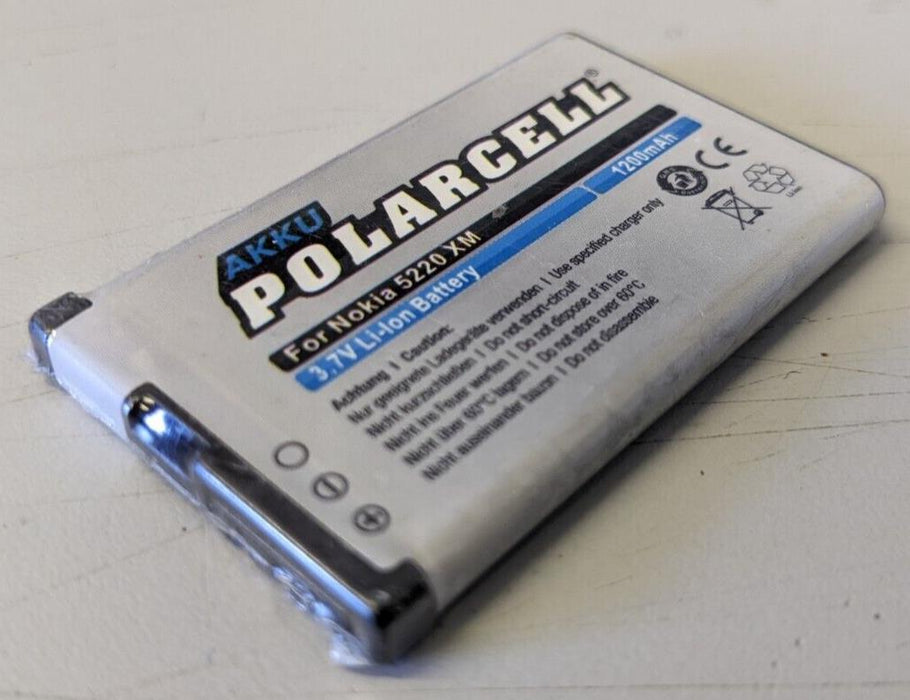 AKKU
POLARCELL®
For Nokia 5220 XM
3,7V Li-Ion Battery 1200mAh
CE
Achtung | Caution:
Nur geeignete Ladegeräte verwenden | Use specified charger only
Nicht kurzschließen | Do not short-circuit
Nicht ins Feuer werfen | Do not dispose of in fire
Nicht über 60°C lagern | Do not store over 60°C
Nicht auseinander bauen | Do not disassemble